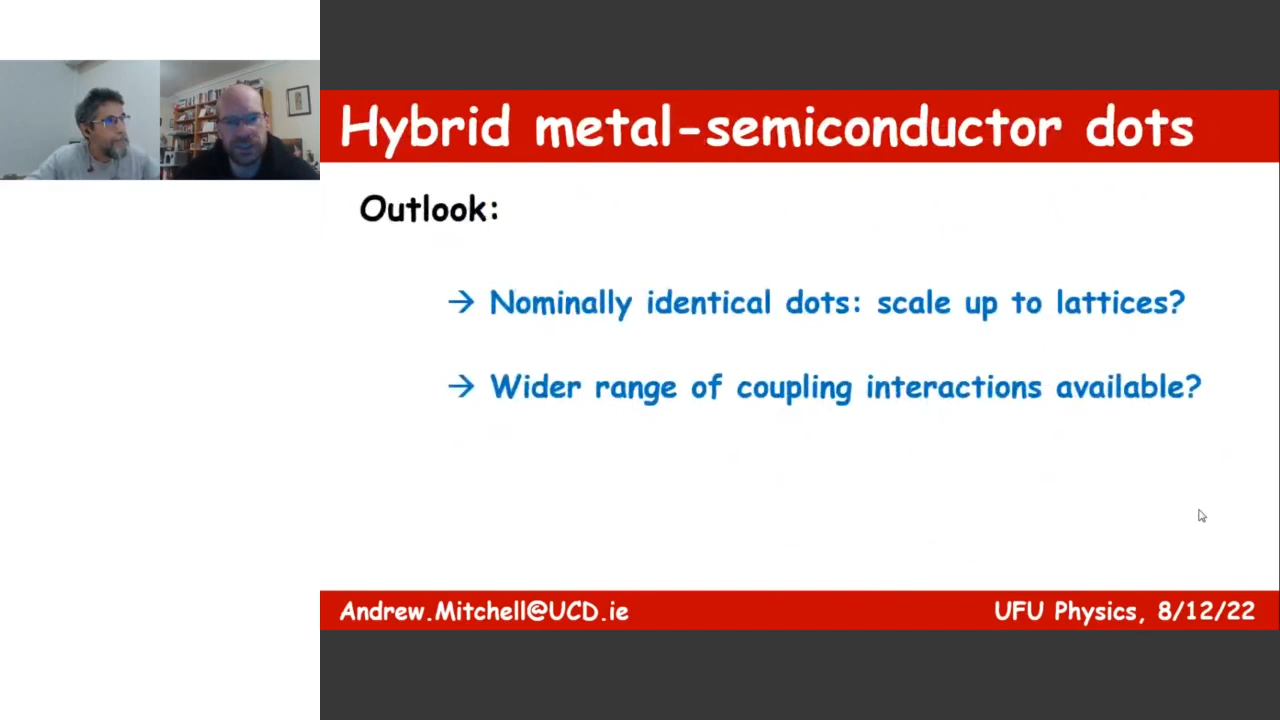 Hybrid metal-semiconductor dots
Outlook:
→ Nominally identical dots: scale up to lattices?
→ Wider range of coupling interactions available?
Andrew.Mitchell@UCD.ie
UFU Physics, 8/12/22